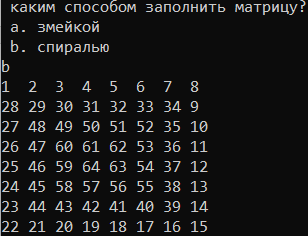 каким способом заполнить матрицу?
a. змейкой
b. спиралью
b
1 2 3 4 5 6 7 8
28 29 30 31 32 33 34 9
27 48 49 50 51 52 35 10
26 47 60 61 62 53 36 11
25 46 59 64 63 54 37 12
24 45 58 57 56 55 38 13
23 44 43 42 41 40 39 14
22 21 20 19 18 17 16 15